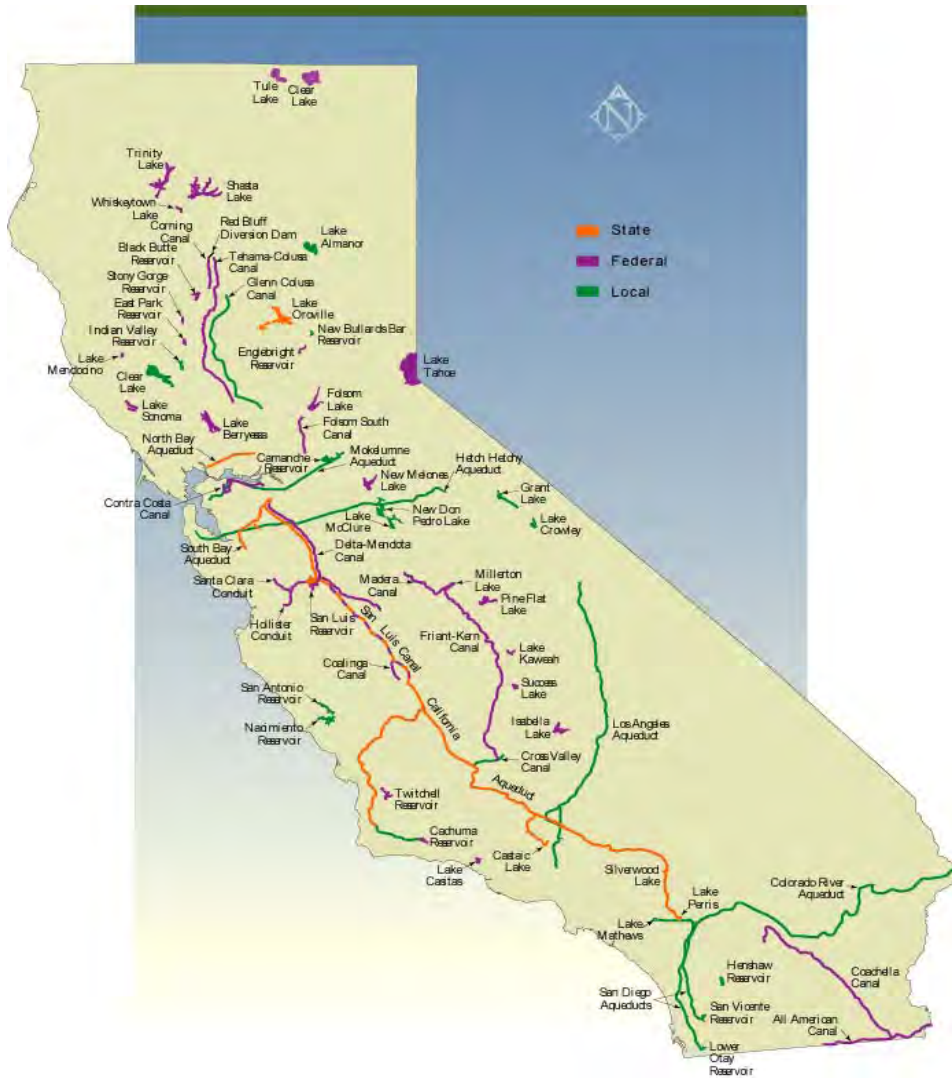 Tule
Lake
Clear
Lake
N
Trinity
Lake
Shasta
Lake
Whiskeytown
Lake
Corning
Canal
Red Bluff
Diversion Dam
Lake
Almanor
State
Federal
Local
Black Butte
Reservoir
Tehama-Colusa
Canal
Stony Gorge
Reservoir
Glenn Colusa
Canal
East Park
Reservoir
Lake
Oroville
Indian Valley
Reservoir
New Bullards Bar
Reservoir
Englebright
Reservoir
Lake
Mendocino
Lake
Tahoe
Clear
Lake
Lake
Sonoma
Folsom
Lake
Lake
Berryessa
Folsom South
Canal
North Bay
Aqueduct
Camanche
Reservoir
Mokelumne
Aqueduct
Hetch Hetchy
Aqueduct
New Melones
Lake
Grant
Lake
Contra Costa
Canal
Lake
McClure
New Don
Pedro Lake
Lake
Crowley
South Bay
Aqueduct
Delta-Mendota
Canal
Santa Clara
Conduit
Madera
Canal
Millerton
Lake
Pine Flat
Lake
Hollister
Conduit
San Luis
Reservoir
San Luis Canal
Friant-Kern
Canal
Lake
Kaweah
Coalinga
Canal
Success
Lake
San Antonio
Reservoir
Nacimiento
Reservoir
California
Aqueduct
Isabella
Lake
Los Angeles
Aqueduct
Cross Valley
Canal
Twitchell
Reservoir
Cachuma
Reservoir
Lake
Casitas
Castaic
Lake
Silverwood
Lake
Lake
Perris
Colorado River
Aqueduct
Lake
Mathews
Henshaw
Reservoir
Coachella
Canal
San Diego
Aqueducts
San Vicente
Reservoir
All American
Canal
Lower
Otay
Reservoir